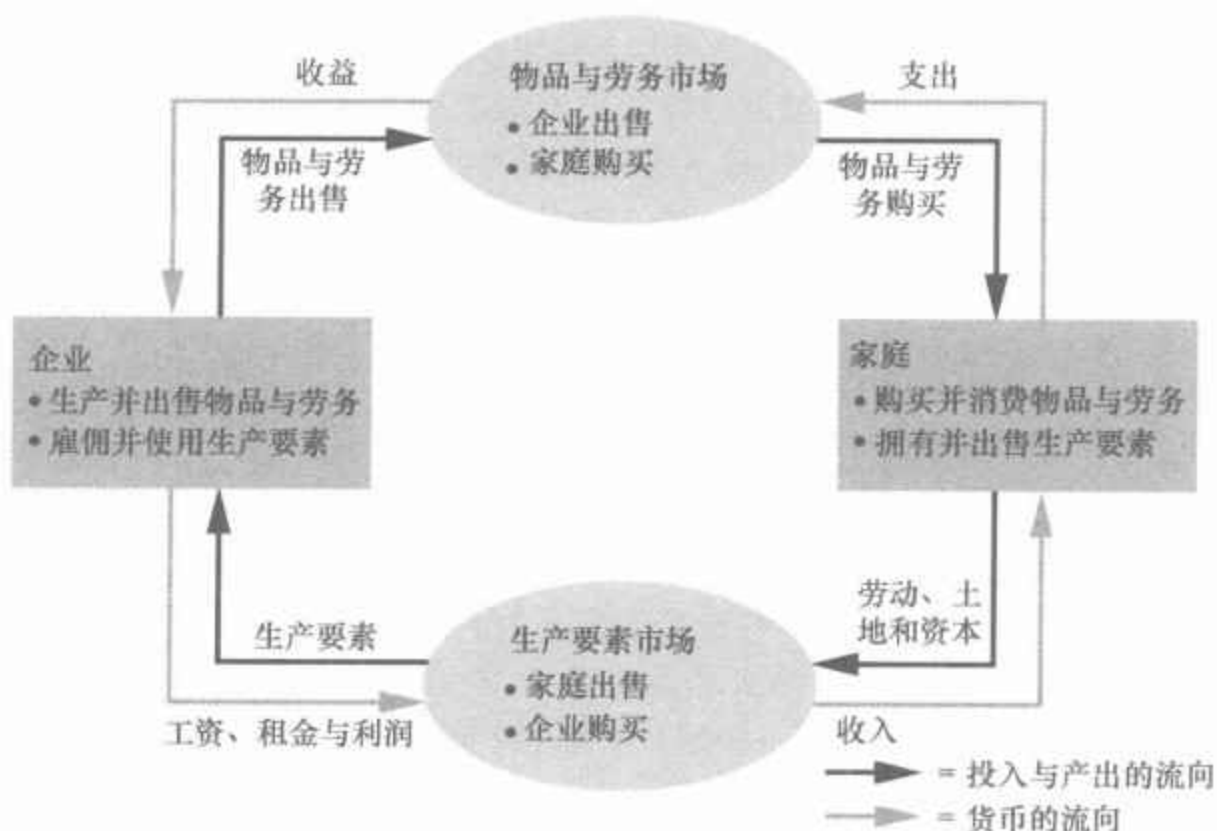 收益
物品与劳务市场
• 企业出售
• 家庭购买
支出
物品与劳
务出售
物品与劳
务购买
企业
• 生产并出售物品与劳务
• 雇佣并使用生产要素
家庭
• 购买并消费物品与劳务
• 拥有并出售生产要素
生产要素
生产要素市场
• 家庭出售
• 企业购买
劳动、土
地和资本
工资、租金与利润
收入
= 投入与产出的流向
= 货币的流向